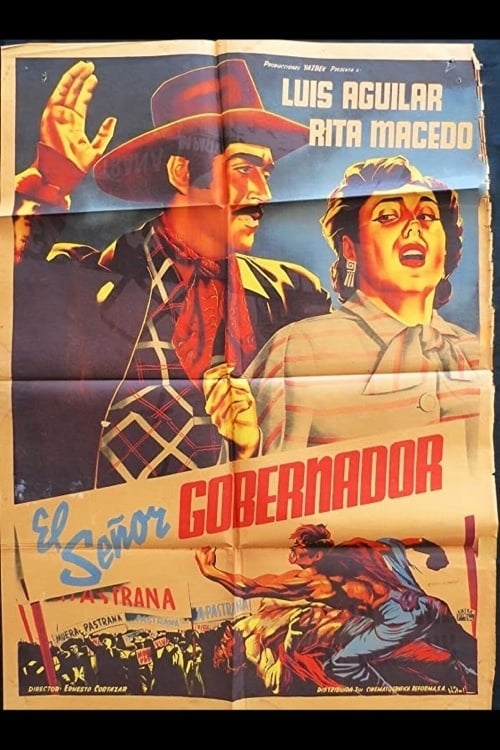 Producciones YAZBEK Presenta a:
LUIS AGUILAR
RITA MACEDO
El Señor GOBERNADOR
PASTRANA
MUERA PASTRANA
PASTRANA
A PASTRANA
DIRECTOR: ERNESTO CORTAZAR
DISTRIBUIDA POR CINEMATOGRAFICA REFORMA, S.A.